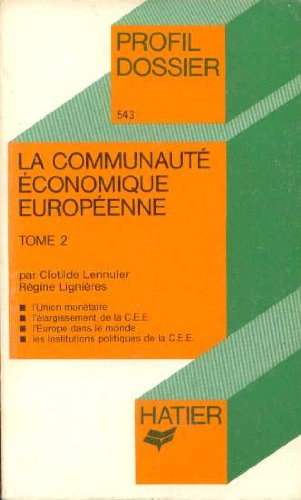 PROFIL
DOSSIER
543
LA COMMUNAUTÉ
ÉCONOMIQUE
EUROPÉENNE
TOME 2
par Clotilde Lennuier
Régine Lignières
■ l'Union monétaire
■ l'élargissement de la C.E.E.
■ l'Europe dans le monde
■ les institutions politiques de la C.E.E.
HATIER